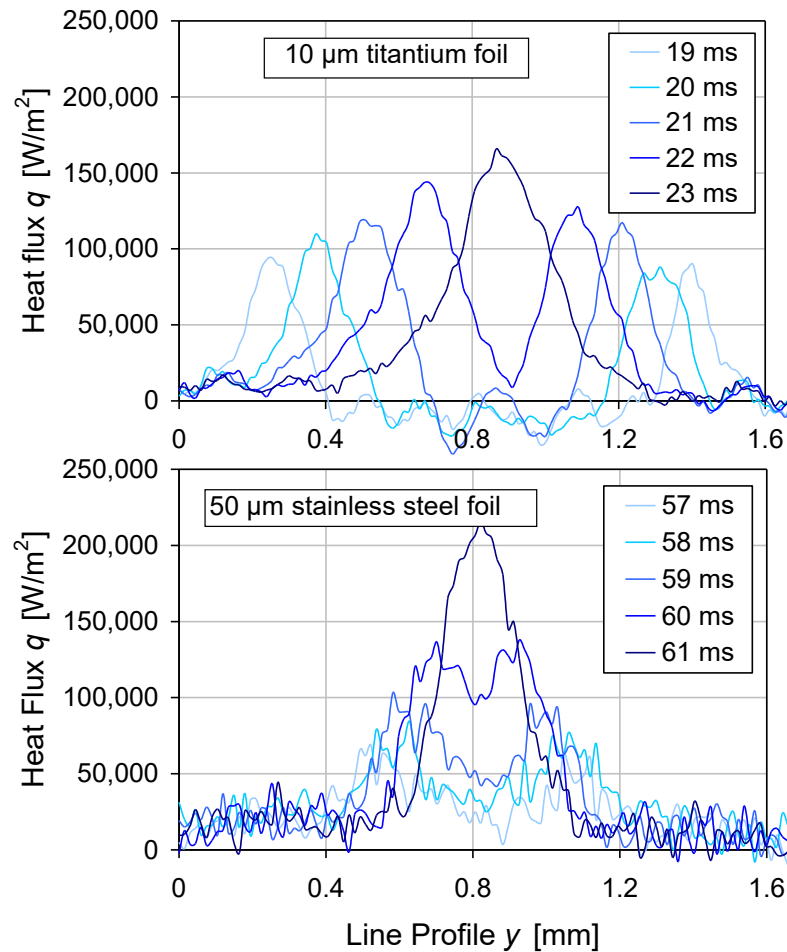 250,000
200,000
150,000
100,000
50,000
0
Heat flux q [W/m²]
10 µm titantium foil
19 ms
20 ms
21 ms
22 ms
23 ms
0 0.4 0.8 1.2 1.6
250,000
200,000
150,000
100,000
50,000
0
Heat Flux q [W/m²]
50 µm stainless steel foil
57 ms
58 ms
59 ms
60 ms
61 ms
0 0.4 0.8 1.2 1.6
Line Profile y [mm]